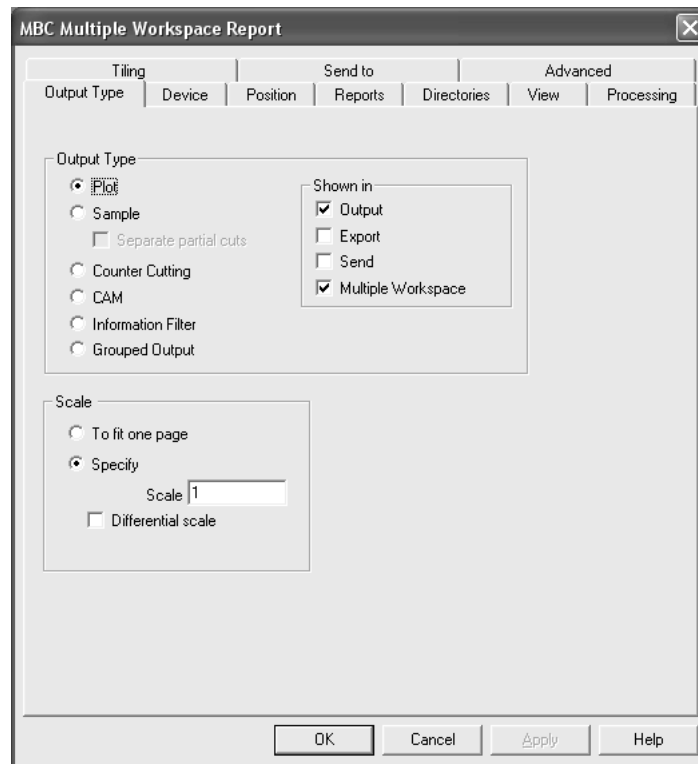 MBC Multiple Workspace Report
Tiling Send to Advanced
Output Type Device Position Reports Directories View Processing
Output Type
Plot
Sample
Separate partial cuts
Counter Cutting
CAM
Information Filter
Grouped Output
Shown in
Output
Export
Send
Multiple Workspace
Scale
To fit one page
Specify
Scale 1
Differential scale
OK Cancel Apply Help